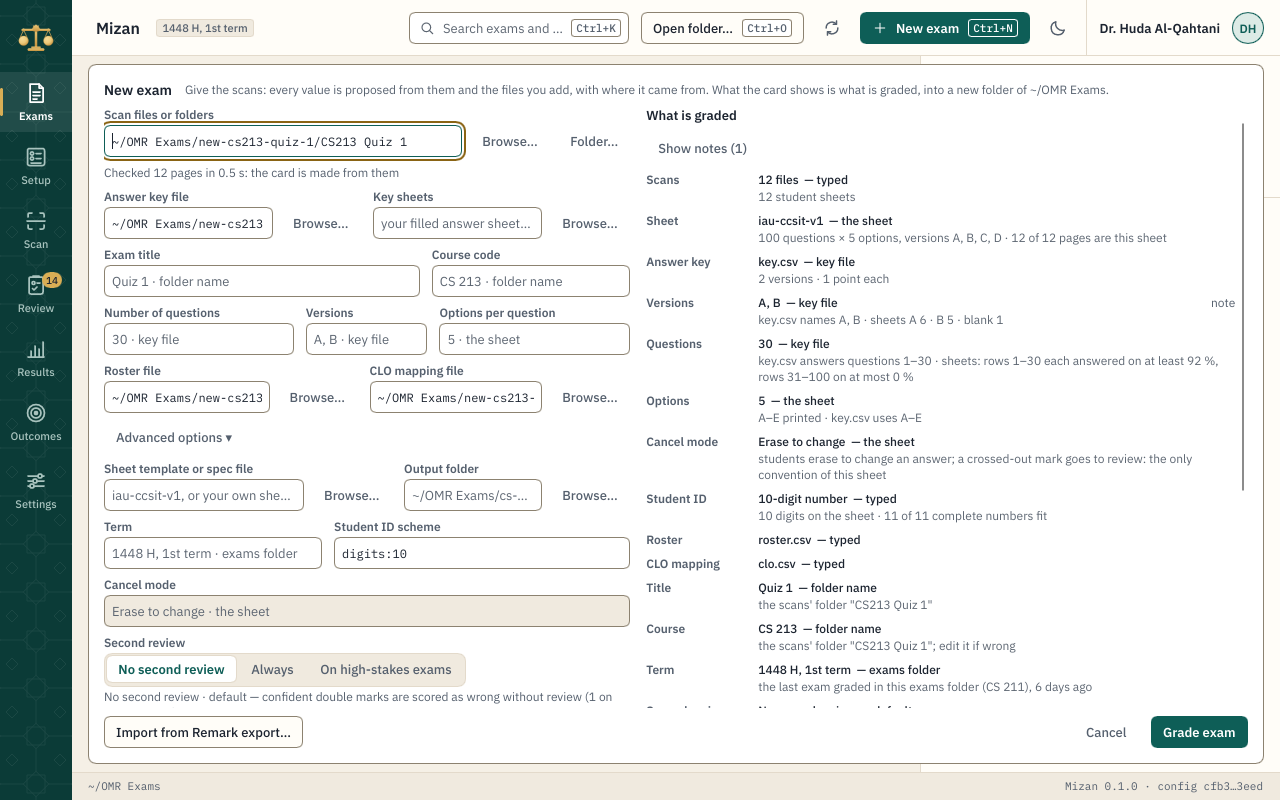 Mizan
1448 H, 1st term
Search exams and ... Ctrl+K
Open folder... Ctrl+O
New exam Ctrl+N
Dr. Huda Al-Qahtani
DH
Exams
Setup
Scan
14
Review
Results
Outcomes
Settings
New exam
Give the scans: every value is proposed from them and the files you add, with where it came from. What the card shows is what is graded, into a new folder of ~/OMR Exams.
Scan files or folders
~/OMR Exams/new-cs213-quiz-1/CS213 Quiz 1
Browse...
Folder...
Checked 12 pages in 0.5 s: the card is made from them
Answer key file
Key sheets
~/OMR Exams/new-cs213
Browse...
your filled answer sheet...
Browse...
Exam title
Course code
Quiz 1 · folder name
CS 213 · folder name
Number of questions
Versions
Options per question
30 · key file
A, B · key file
5 · the sheet
Roster file
CLO mapping file
~/OMR Exams/new-cs213
Browse...
~/OMR Exams/new-cs213-
Browse...
Advanced options ▾
Sheet template or spec file
Output folder
iau-ccsit-v1, or your own she...
Browse...
~/OMR Exams/cs-...
Browse...
Term
Student ID scheme
1448 H, 1st term · exams folder
digits:10
Cancel mode
Erase to change · the sheet
Second review
No second review
Always
On high-stakes exams
No second review · default — confident double marks are scored as wrong without review (1 on
Import from Remark export...
What is graded
Show notes (1)
Scans
12 files — typed
12 student sheets
Sheet
iau-ccsit-v1 — the sheet
100 questions × 5 options, versions A, B, C, D · 12 of 12 pages are this sheet
Answer key
key.csv — key file
2 versions · 1 point each
Versions
A, B — key file
note
key.csv names A, B · sheets A 6 · B 5 · blank 1
Questions
30 — key file
key.csv answers questions 1–30 · sheets: rows 1–30 each answered on at least 92 %,
rows 31–100 on at most 0 %
Options
5 — the sheet
A–E printed · key.csv uses A–E
Cancel mode
Erase to change — the sheet
students erase to change an answer; a crossed-out mark goes to review: the only
convention of this sheet
Student ID
10-digit number — typed
10 digits on the sheet · 11 of 11 complete numbers fit
Roster
roster.csv — typed
CLO mapping
clo.csv — typed
Title
Quiz 1 — folder name
the scans' folder "CS213 Quiz 1"
Course
CS 213 — folder name
the scans' folder "CS213 Quiz 1"; edit it if wrong
Term
1448 H, 1st term — exams folder
the last exam graded in this exams folder (CS 211), 6 days ago
Cancel
Grade exam
~/OMR Exams
Mizan 0.1.0 · config cfb3…3eed